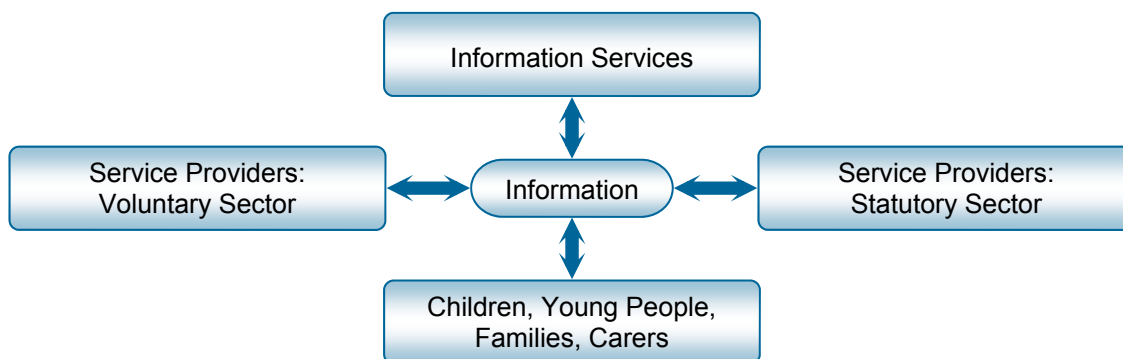 Information Services
Service Providers:
Voluntary Sector
Information
Service Providers:
Statutory Sector
Children, Young People,
Families, Carers